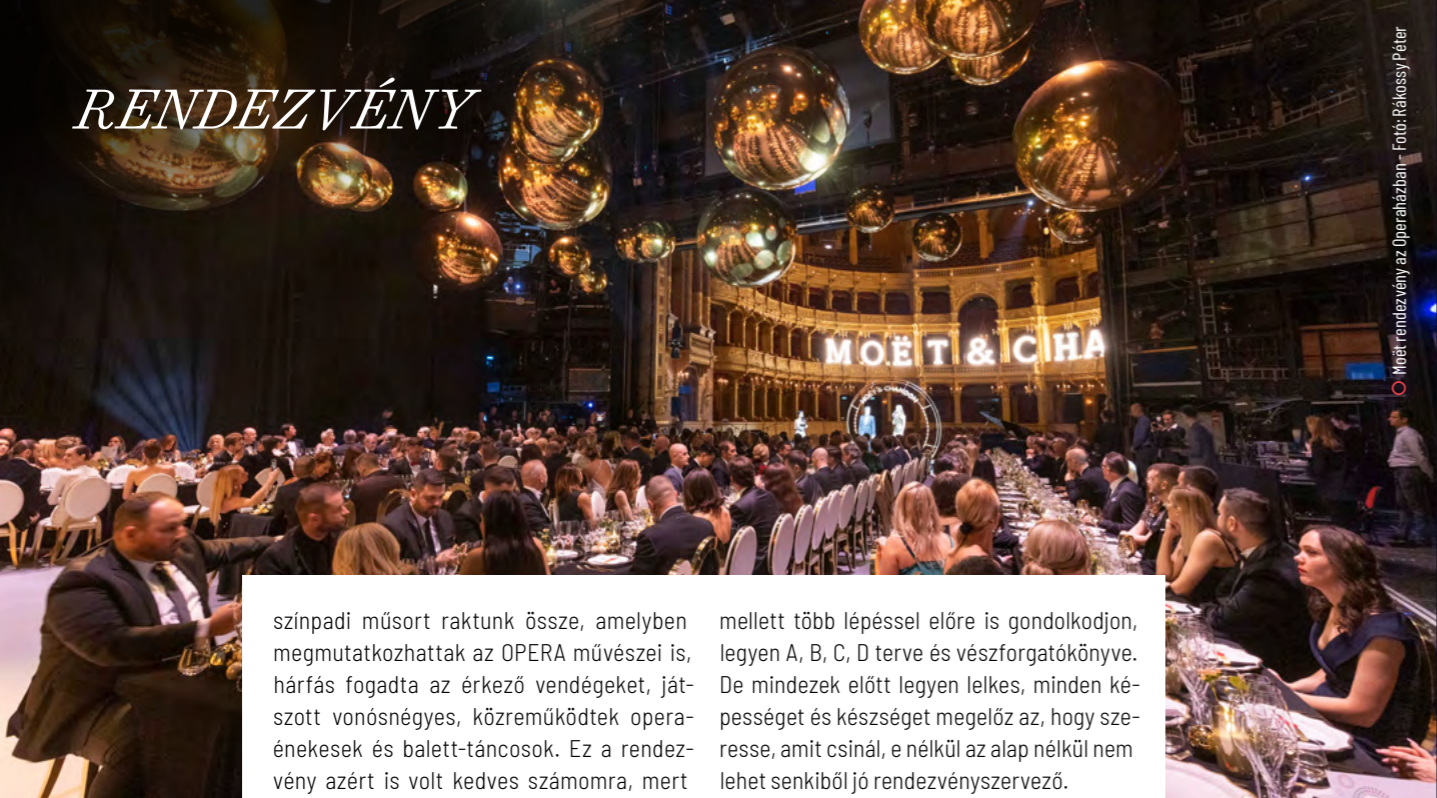 RENDEZVÉNY
Moët rendezvény az Operaházban - Fotó: Rákossy Péter
MOËT & CHA
színpadi műsort raktunk össze, amelyben
megmutatkozhattak az OPERA művészei is,
hárfás fogadta az érkező vendégeket, ját-
szott vonósnégyes, közreműködtek opera-
énekesek és balett-táncosok. Ez a rendez-
vény azért is volt kedves számomra, mert
mellett több lépéssel előre is gondolkodjon,
legyen A, B, C, D terve és vészforgatókönyve.
De mindezek előtt legyen lelkes, minden ké-
pességet és készséget megelőz az, hogy sze-
resse, amit csinál, e nélkül az alap nélkül nem
lehet senkiből jó rendezvényszervező.